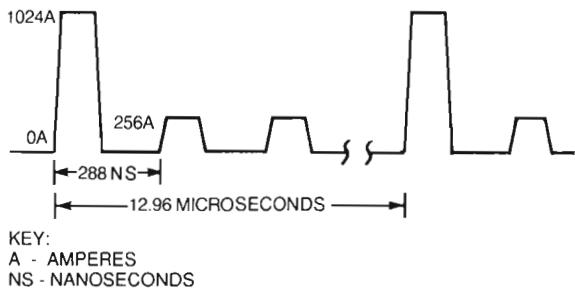 1024A
256A
0A
288 NS
12.96 MICROSECONDS
KEY:
A - AMPERES
NS - NANOSECONDS